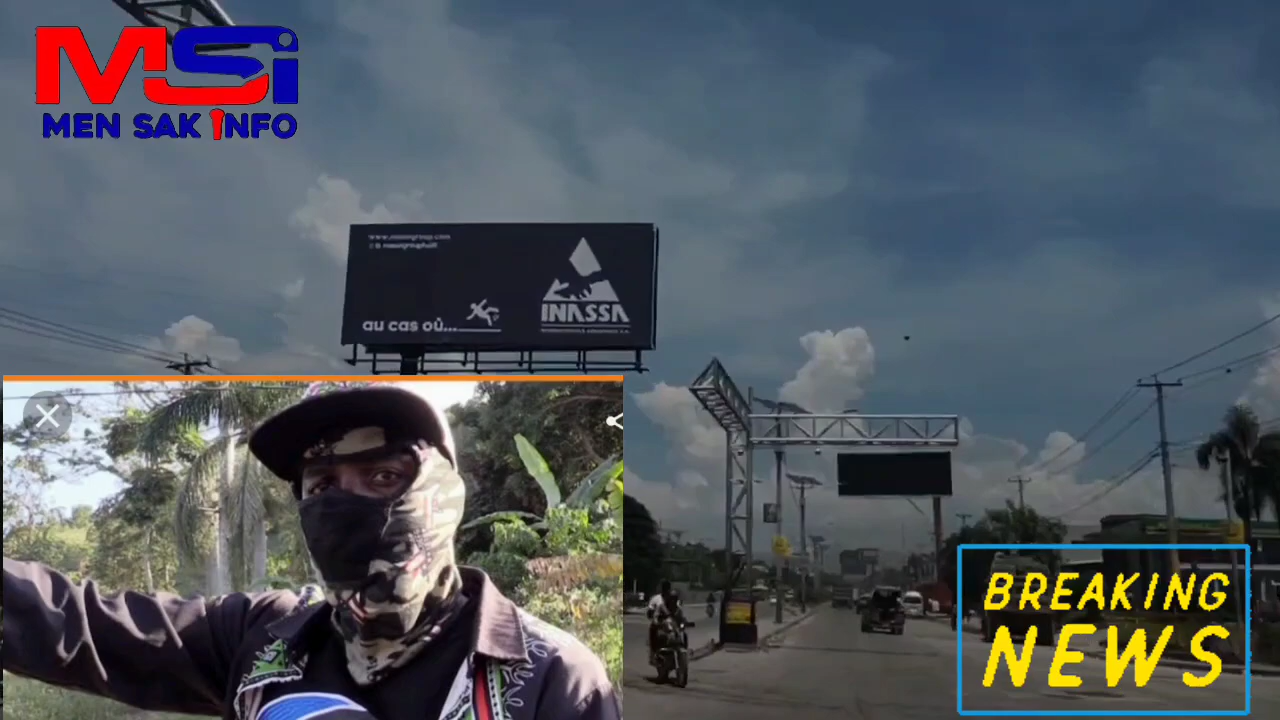 MSi
MEN SAK INFO
au cas où...
INASSA
BREAKING
NEWS